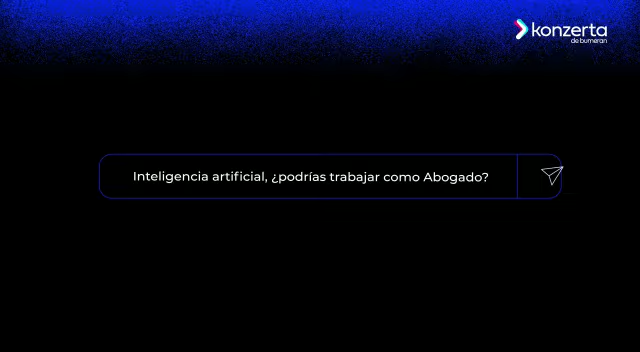 konzerta
de bumeran
Inteligencia artificial, ¿podrías trabajar como Abogado?